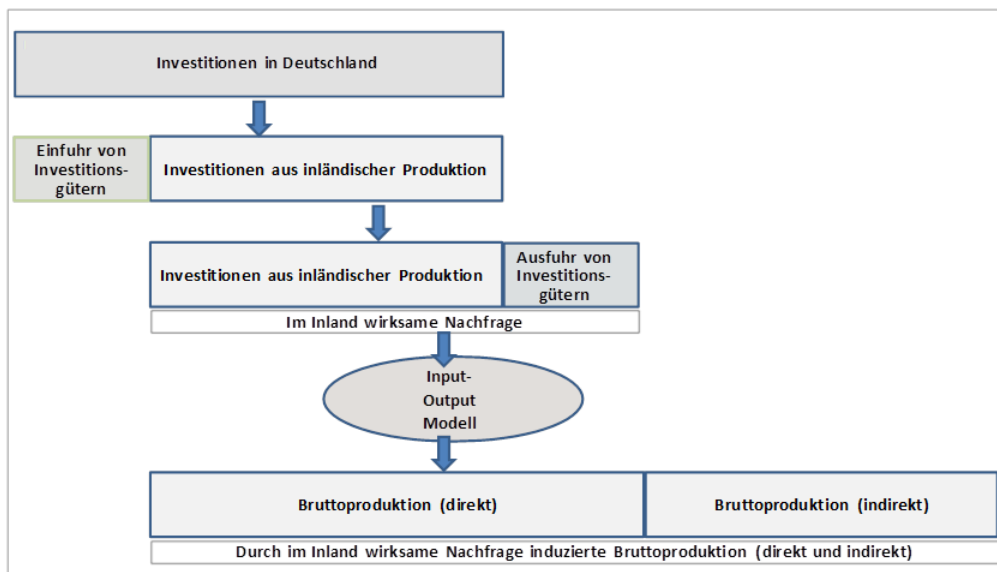 Investitionen in Deutschland
Einfuhr von
Investitions-
gütern
Investitionen aus inländischer Produktion
Investitionen aus inländischer Produktion
Ausfuhr von
Investitions-
gütern
Im Inland wirksame Nachfrage
Input-
Output
Modell
Bruttoproduktion (direkt)
Bruttoproduktion (indirekt)
Durch im Inland wirksame Nachfrage induzierte Bruttoproduktion (direkt und indirekt)